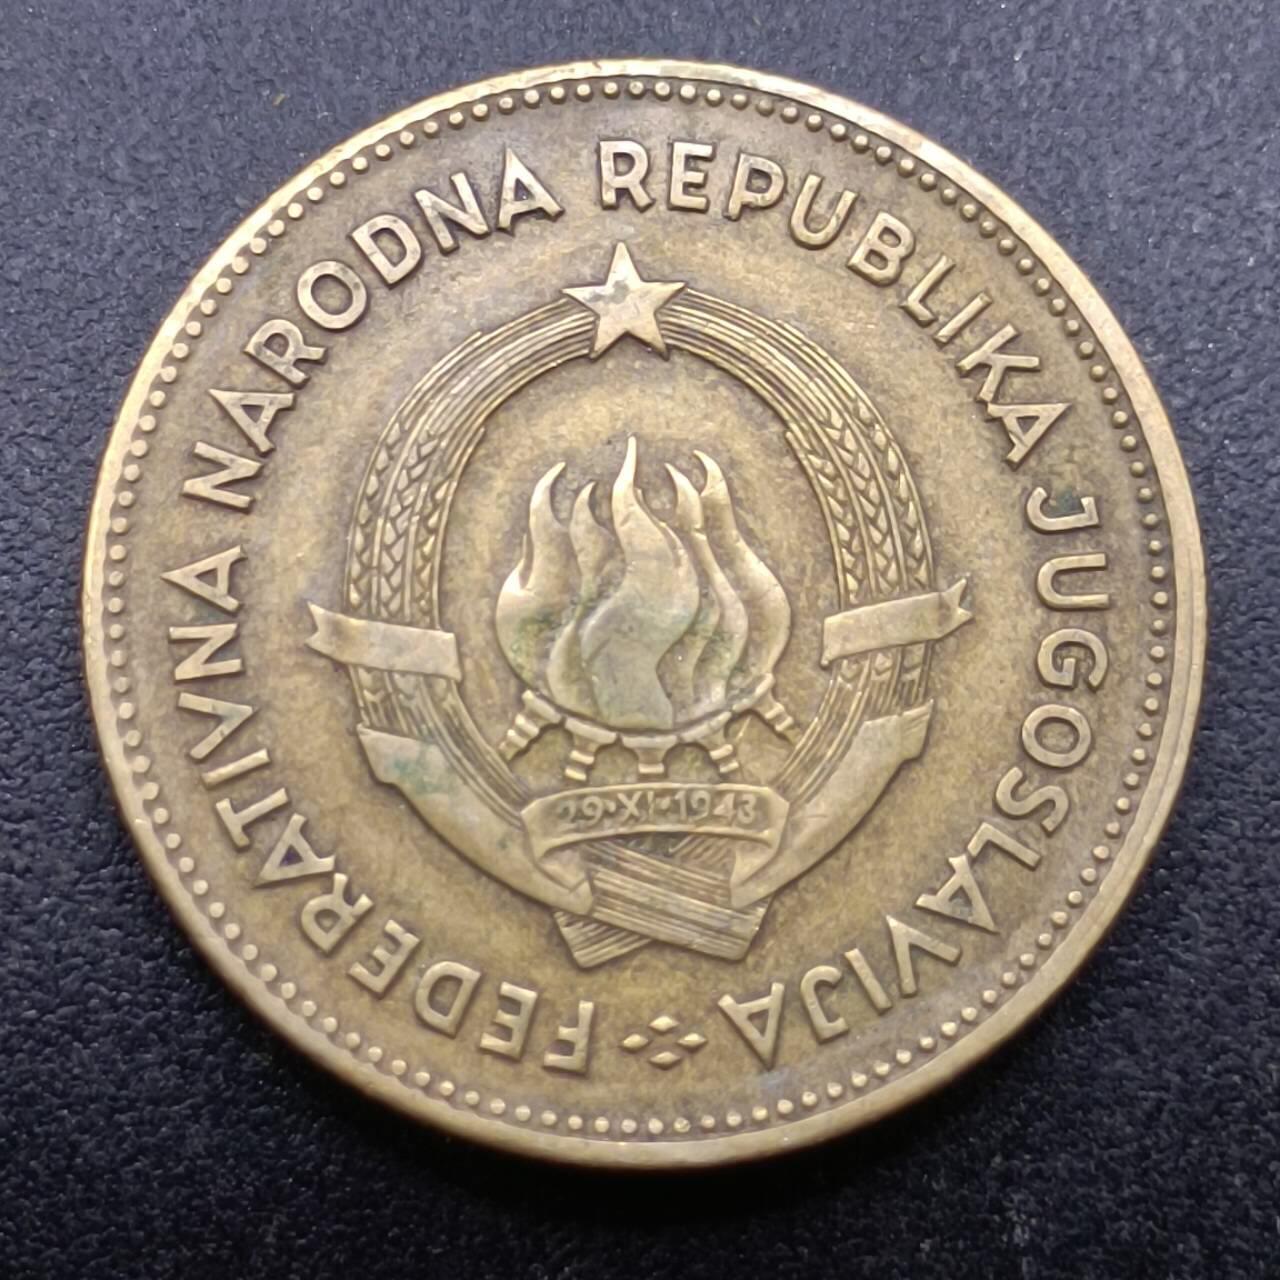 FEDERATIVNA NARODNA REPUBLIKA JUGOSLAVIJA
29·XI·1943